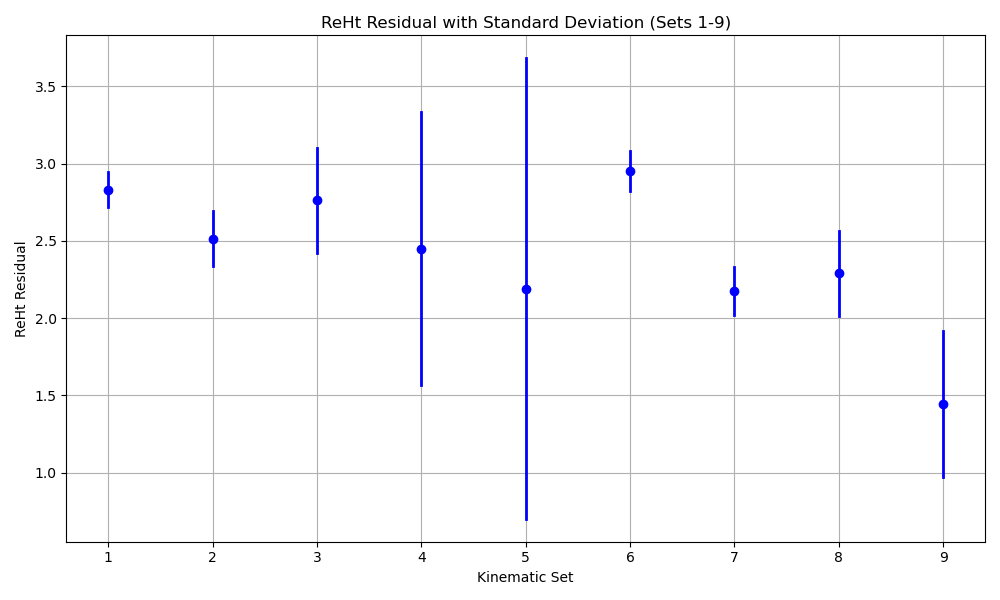 ReHt Residual with Standard Deviation (Sets 1-9)
ReHt Residual
3.5
3.0
2.5
2.0
1.5
1.0
1 2 3 4 5 6 7 8 9
Kinematic Set